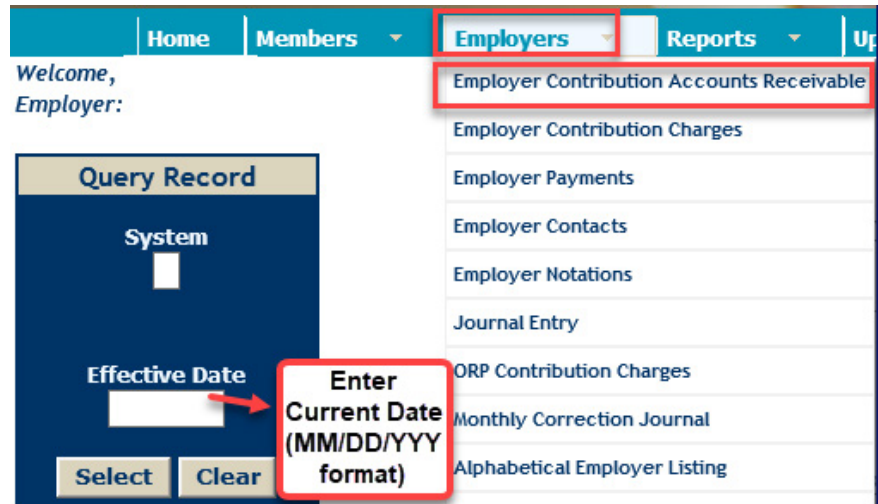 Home Members Employers Reports Up
Welcome,
Employer:
Employer Contribution Accounts Receivable
Employer Contribution Charges
Query Record
Employer Payments
System
Employer Contacts
Employer Notations
Journal Entry
Effective Date
ORP Contribution Charges
Enter
Current Date
(MM/DD/YYY
format)
Monthly Correction Journal
Select Clear
Alphabetical Employer Listing